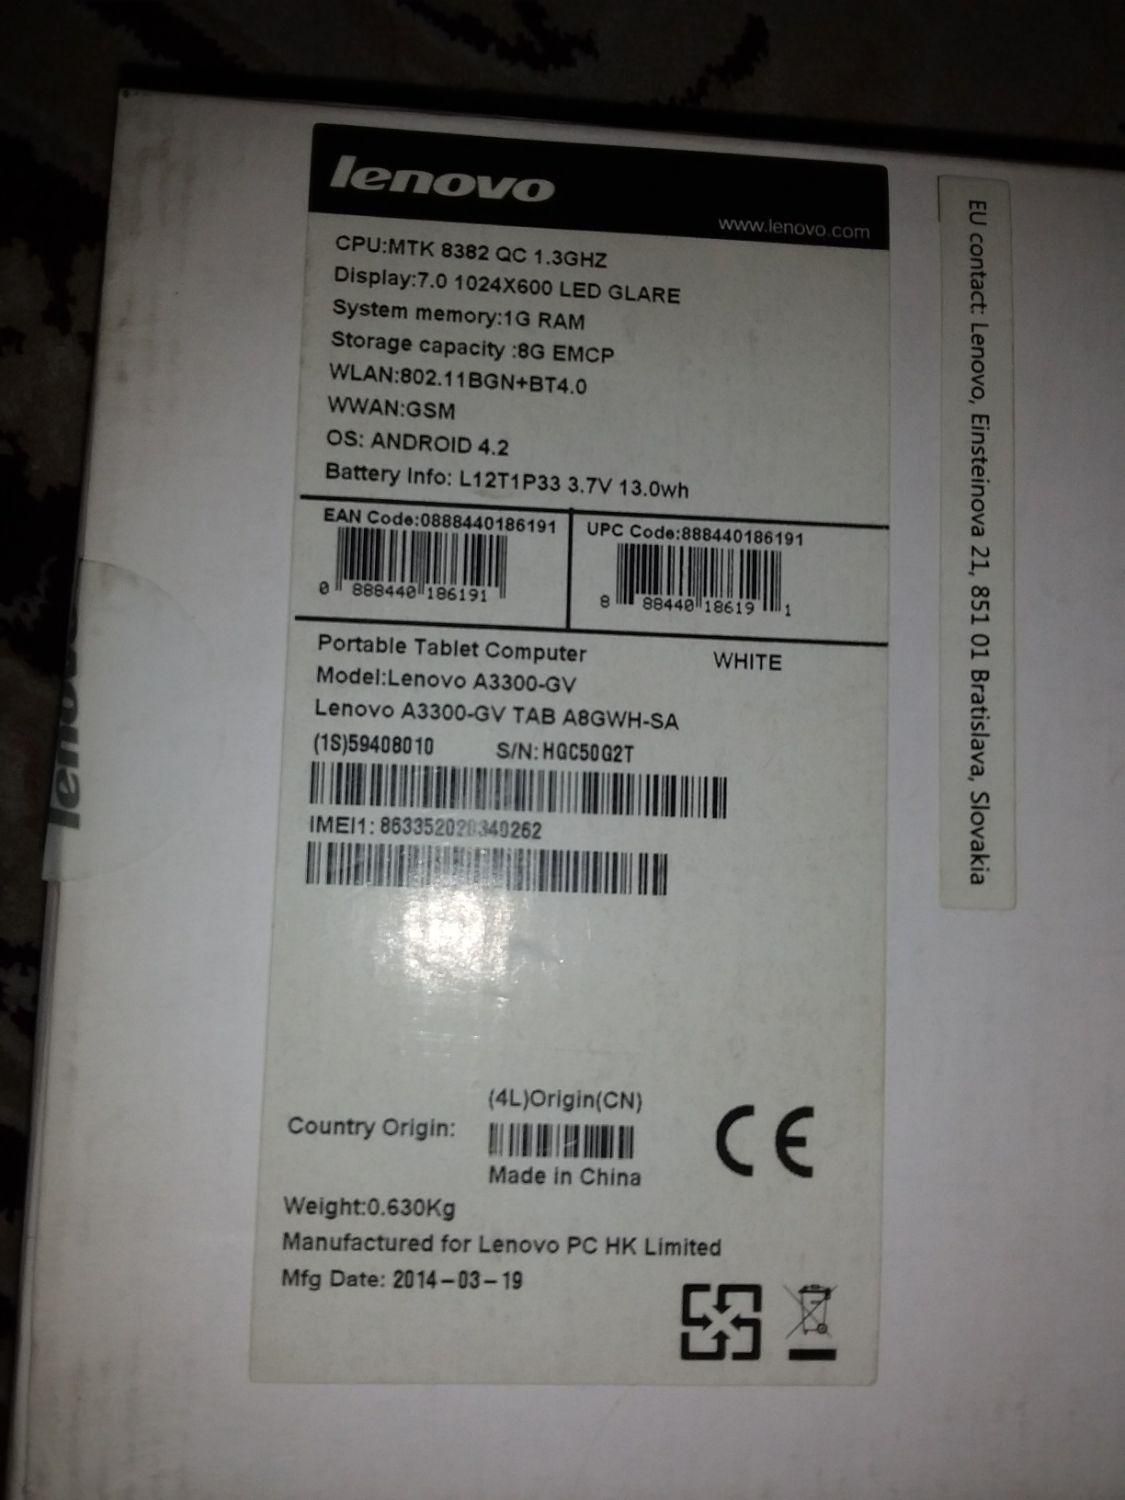 lenovo
www.lenovo.com
CPU:MTK 8382 QC 1.3GHZ
Display:7.0 1024X600 LED GLARE
System memory:1G RAM
Storage capacity :8G EMCP
WLAN:802.11BGN+BT4.0
WWAN:GSM
OS: ANDROID 4.2
Battery Info: L12T1P33 3.7V 13.0wh
EAN Code:0888440186191
0 888440 186191
UPC Code:888440186191
8 88440 18619 1
Portable Tablet Computer
WHITE
Model:Lenovo A3300-GV
Lenovo A3300-GV TAB A8GWH-SA
(1S)59408010 S/N: HGC50G2T
IMEI1: 863352020340262
(4L)Origin(CN)
Country Origin:
Made in China
CE
Weight:0.630Kg
Manufactured for Lenovo PC HK Limited
Mfg Date: 2014-03-19
EU contact: Lenovo, Einsteinova 21, 851 01 Bratislava, Slovakia
lenovo